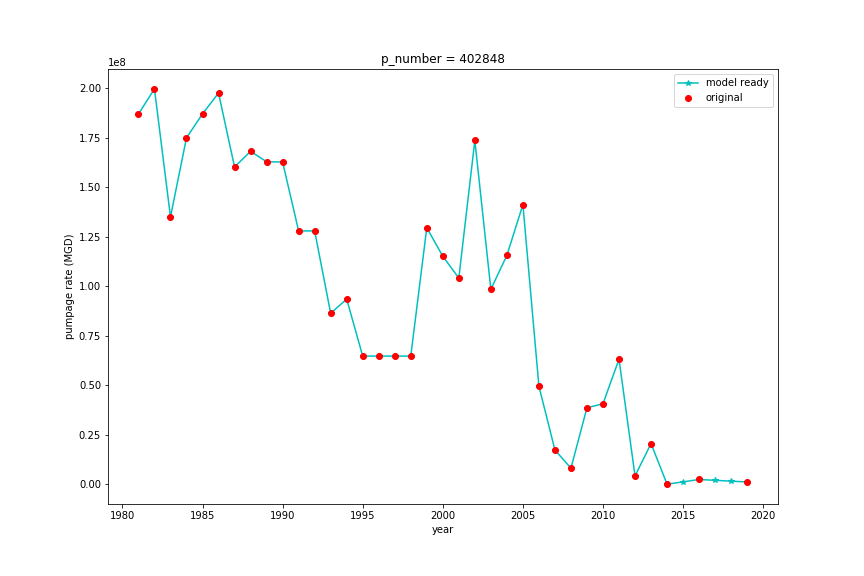 p_number = 402848
1e8
model ready
original
2.00
1.75
1.50
1.25
1.00
0.75
0.50
0.25
0.00
pumpage rate (MGD)
1980 1985 1990 1995 2000 2005 2010 2015 2020
year